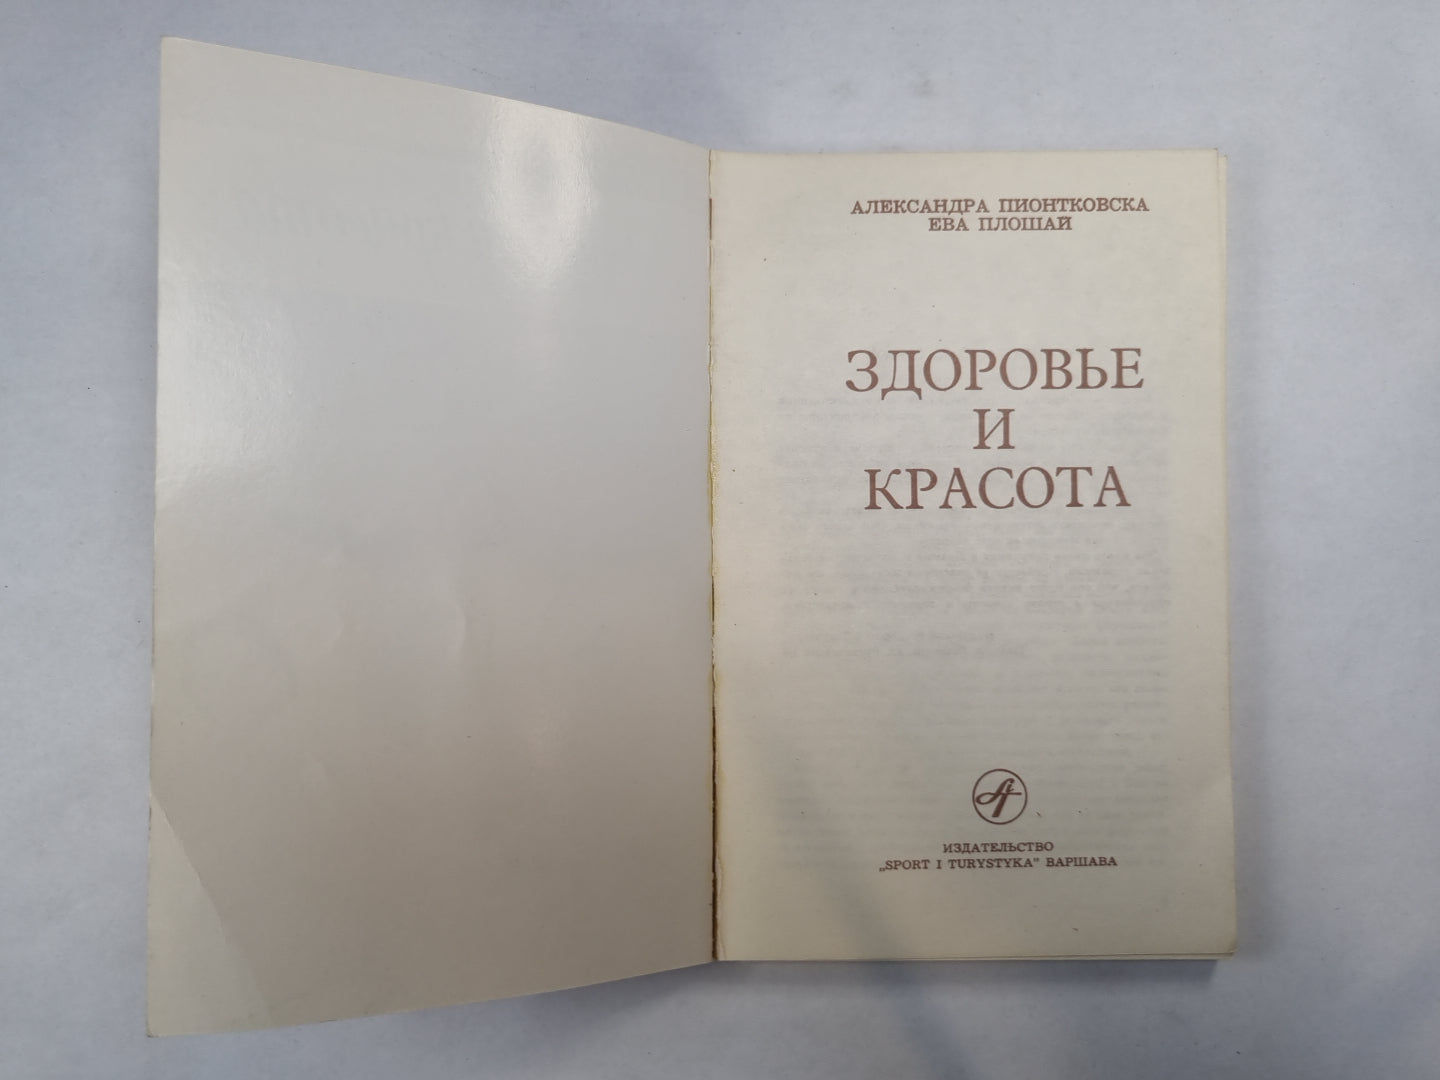 АЛЕКСАНДРА ПИОНТКОВСКА
ЕВА ПЛОШАЙ
ЗДОРОВЬЕ
И
КРАСОТА
ИЗДАТЕЛЬСТВО
„SPORT I TURYSTYKA” ВАРШАВА